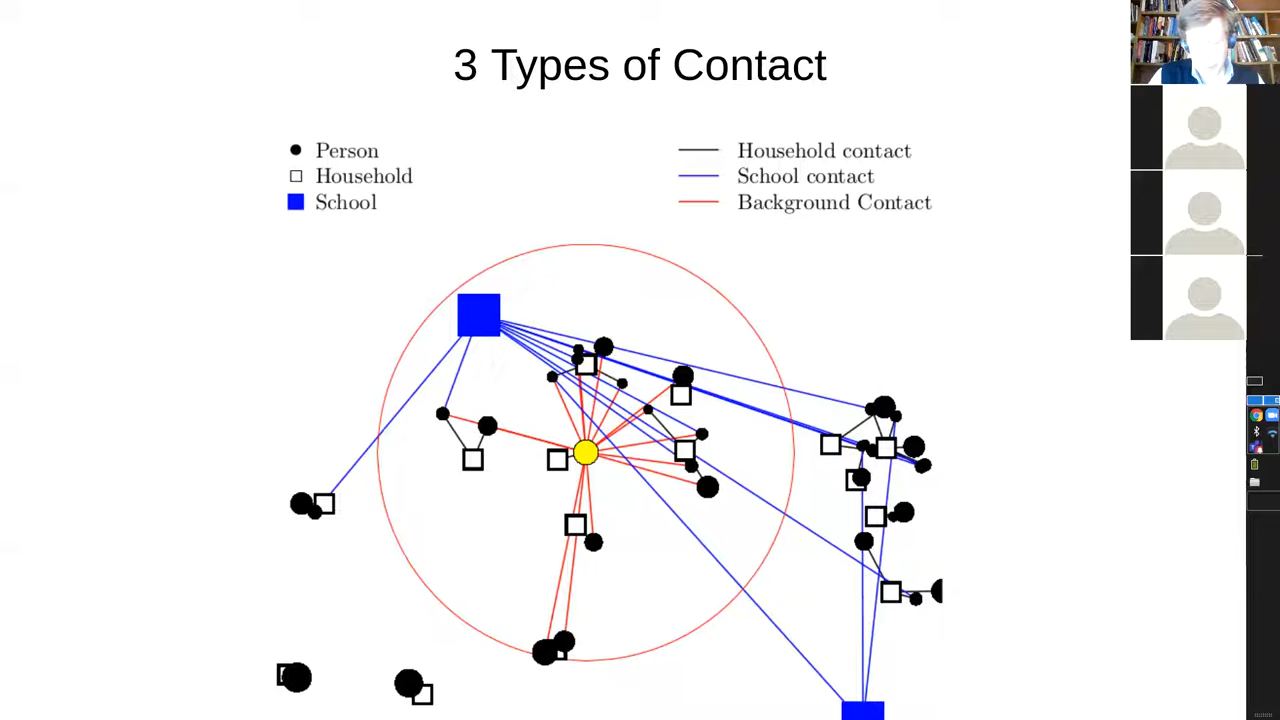 3 Types of Contact
Person
Household
School
Household contact
School contact
Background Contact